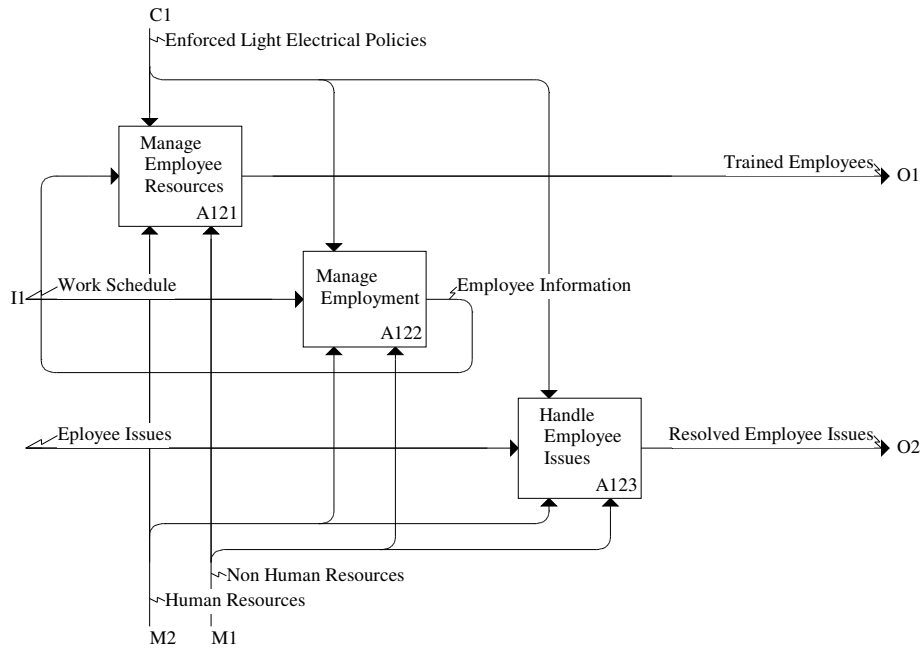 C1
Enforced Light Electrical Policies
Manage
Employee
Resources
A121
Trained Employees
O1
I1
Work Schedule
Manage
Employment
A122
Employee Information
Eployee Issues
Handle
Employee
Issues
A123
Resolved Employee Issues
O2
Non Human Resources
Human Resources
M2
M1